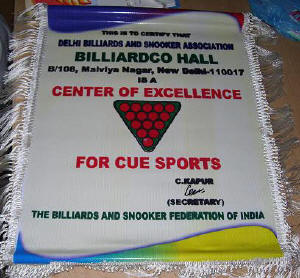 THIS IS TO CERTIFY THAT
DELHI BILLIARDS AND SNOOKER ASSOCIATION
BILLIARDCO HALL
B/108, Malviya Nagar, New Delhi-110017
IS A
CENTER OF EXCELLENCE
FOR CUE SPORTS
C.KAPUR
(SECRETARY)
THE BILLIARDS AND SNOOKER FEDERATION OF INDIA